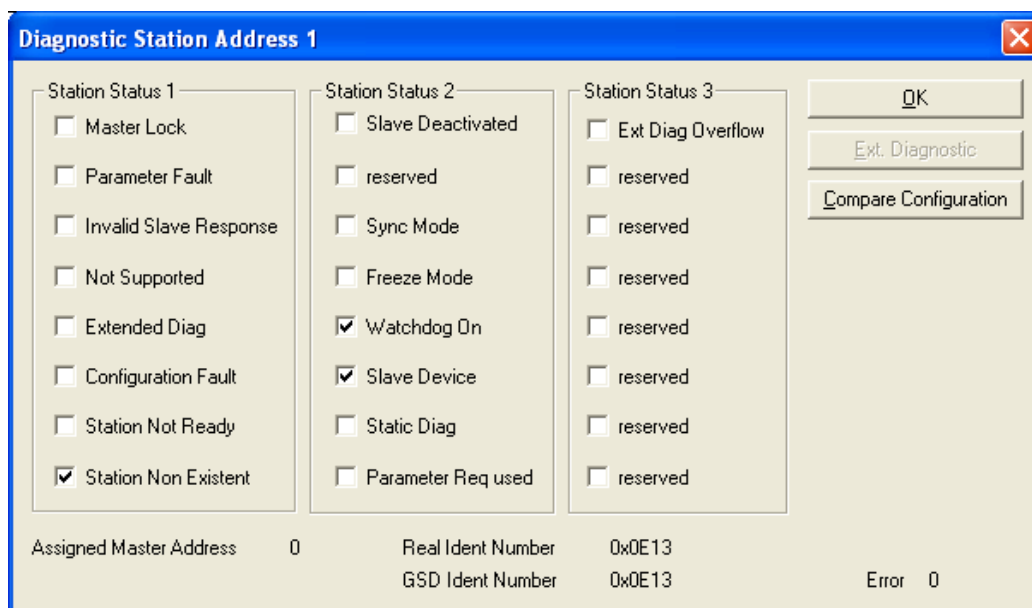 Diagnostic Station Address 1
Station Status 1
Master Lock
Parameter Fault
Invalid Slave Response
Not Supported
Extended Diag
Configuration Fault
Station Not Ready
Station Non Existent
Station Status 2
Slave Deactivated
reserved
Sync Mode
Freeze Mode
Watchdog On
Slave Device
Static Diag
Parameter Req used
Station Status 3
Ext Diag Overflow
reserved
reserved
reserved
reserved
reserved
reserved
reserved
OK
Ext. Diagnostic
Compare Configuration
Assigned Master Address 0
Real Ident Number 0x0E13
GSD Ident Number 0x0E13
Error 0